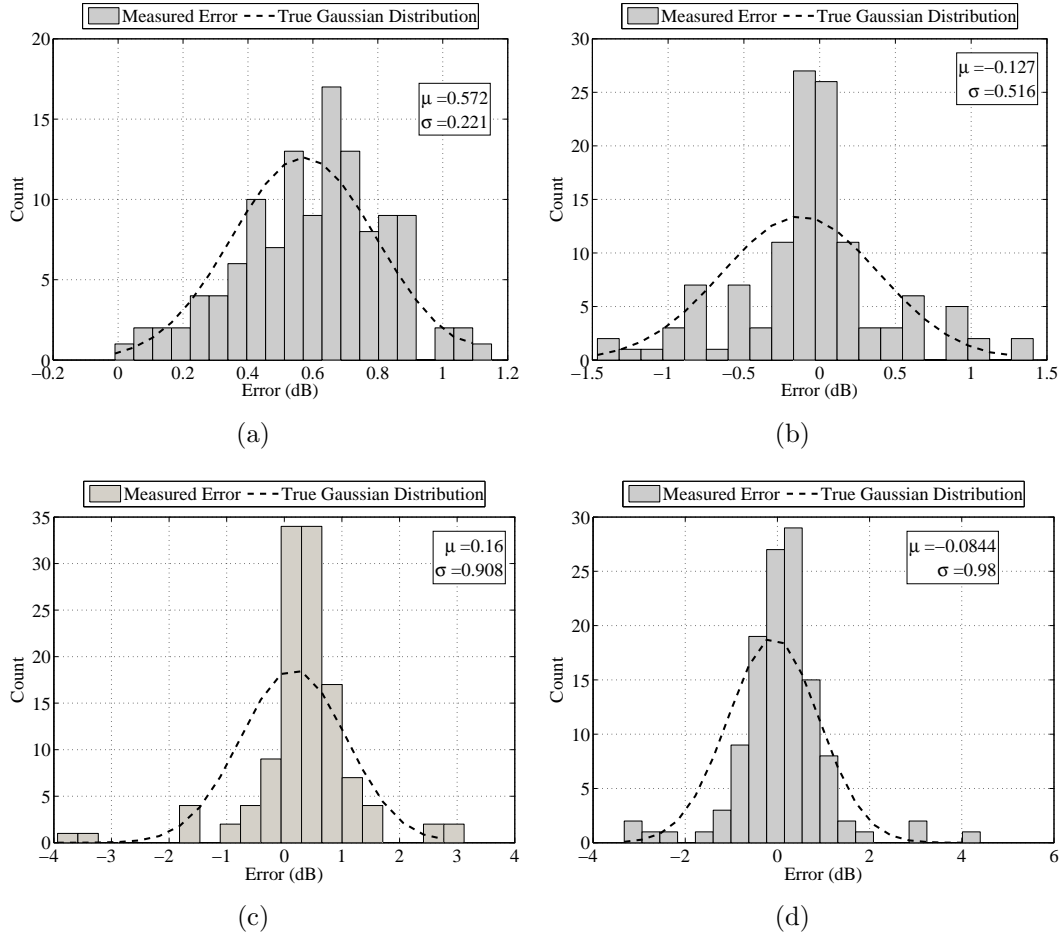 Measured Error True Gaussian Distribution
20
15
10
5
0
Count
μ =0.572
σ =0.221
−0.2 0 0.2 0.4 0.6 0.8 1 1.2
Error (dB)
(a)
Measured Error True Gaussian Distribution
30
25
20
15
10
5
0
Count
μ =−0.127
σ =0.516
−1.5 −1 −0.5 0 0.5 1 1.5
Error (dB)
(b)
Measured Error True Gaussian Distribution
35
30
25
20
15
10
5
0
Count
μ =0.16
σ =0.908
−4 −3 −2 −1 0 1 2 3 4
Error (dB)
(c)
Measured Error True Gaussian Distribution
30
25
20
15
10
5
0
Count
μ =−0.0844
σ =0.98
−4 −2 0 2 4 6
Error (dB)
(d)